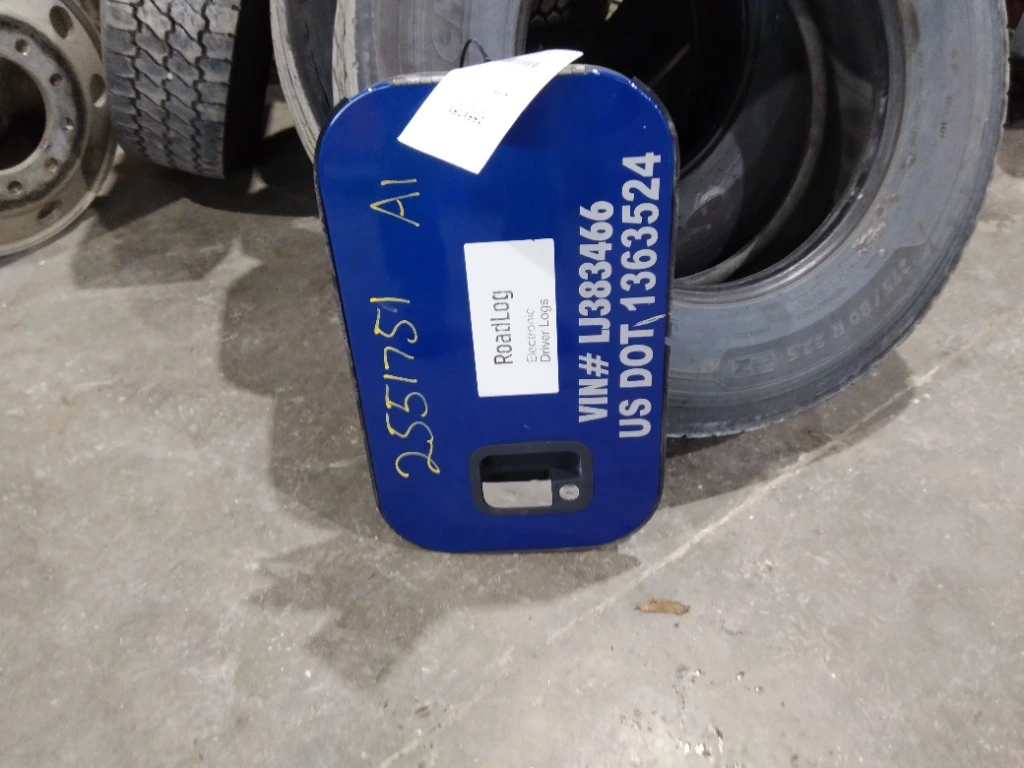 2551751 A1
RoadLog
Electronic
Driver Logs
VIN# LJ383466
US DOT 1363524